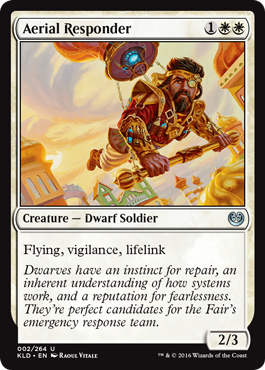 Aerial Responder 1
Creature — Dwarf Soldier
Flying, vigilance, lifelink
Dwarves have an instinct for repair, an
inherent understanding of how systems
work, and a reputation for fearlessness.
They're perfect candidates for the Fair's
emergency response team.
2/3
002/264 U
KLD • EN Raoul Vitale
™ & © 2016 Wizards of the Coast